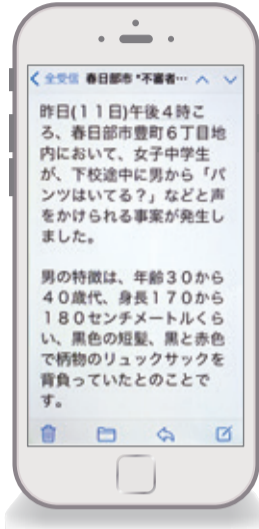 全受信 春日部市 "不審者…
昨日(11日)午後4時こ
ろ、春日部市豊町6丁目地
内において、女子中学生
が、下校途中に男から「パ
ンツはいてる?」などと声
をかけられる事案が発生し
ました。
男の特徴は、年齢30から
40歳代、身長170から
180センチメートルくら
い、黒色の短髪、黒と赤色
で柄物のリュックサックを
背負っていたとのことで
す。